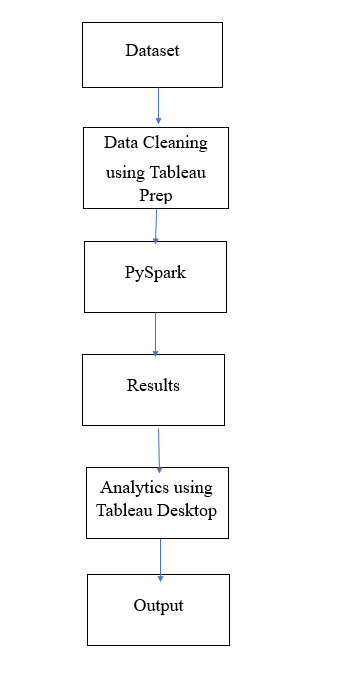 Dataset
Data Cleaning
using Tableau
Prep
PySpark
Results
Analytics using
Tableau Desktop
Output